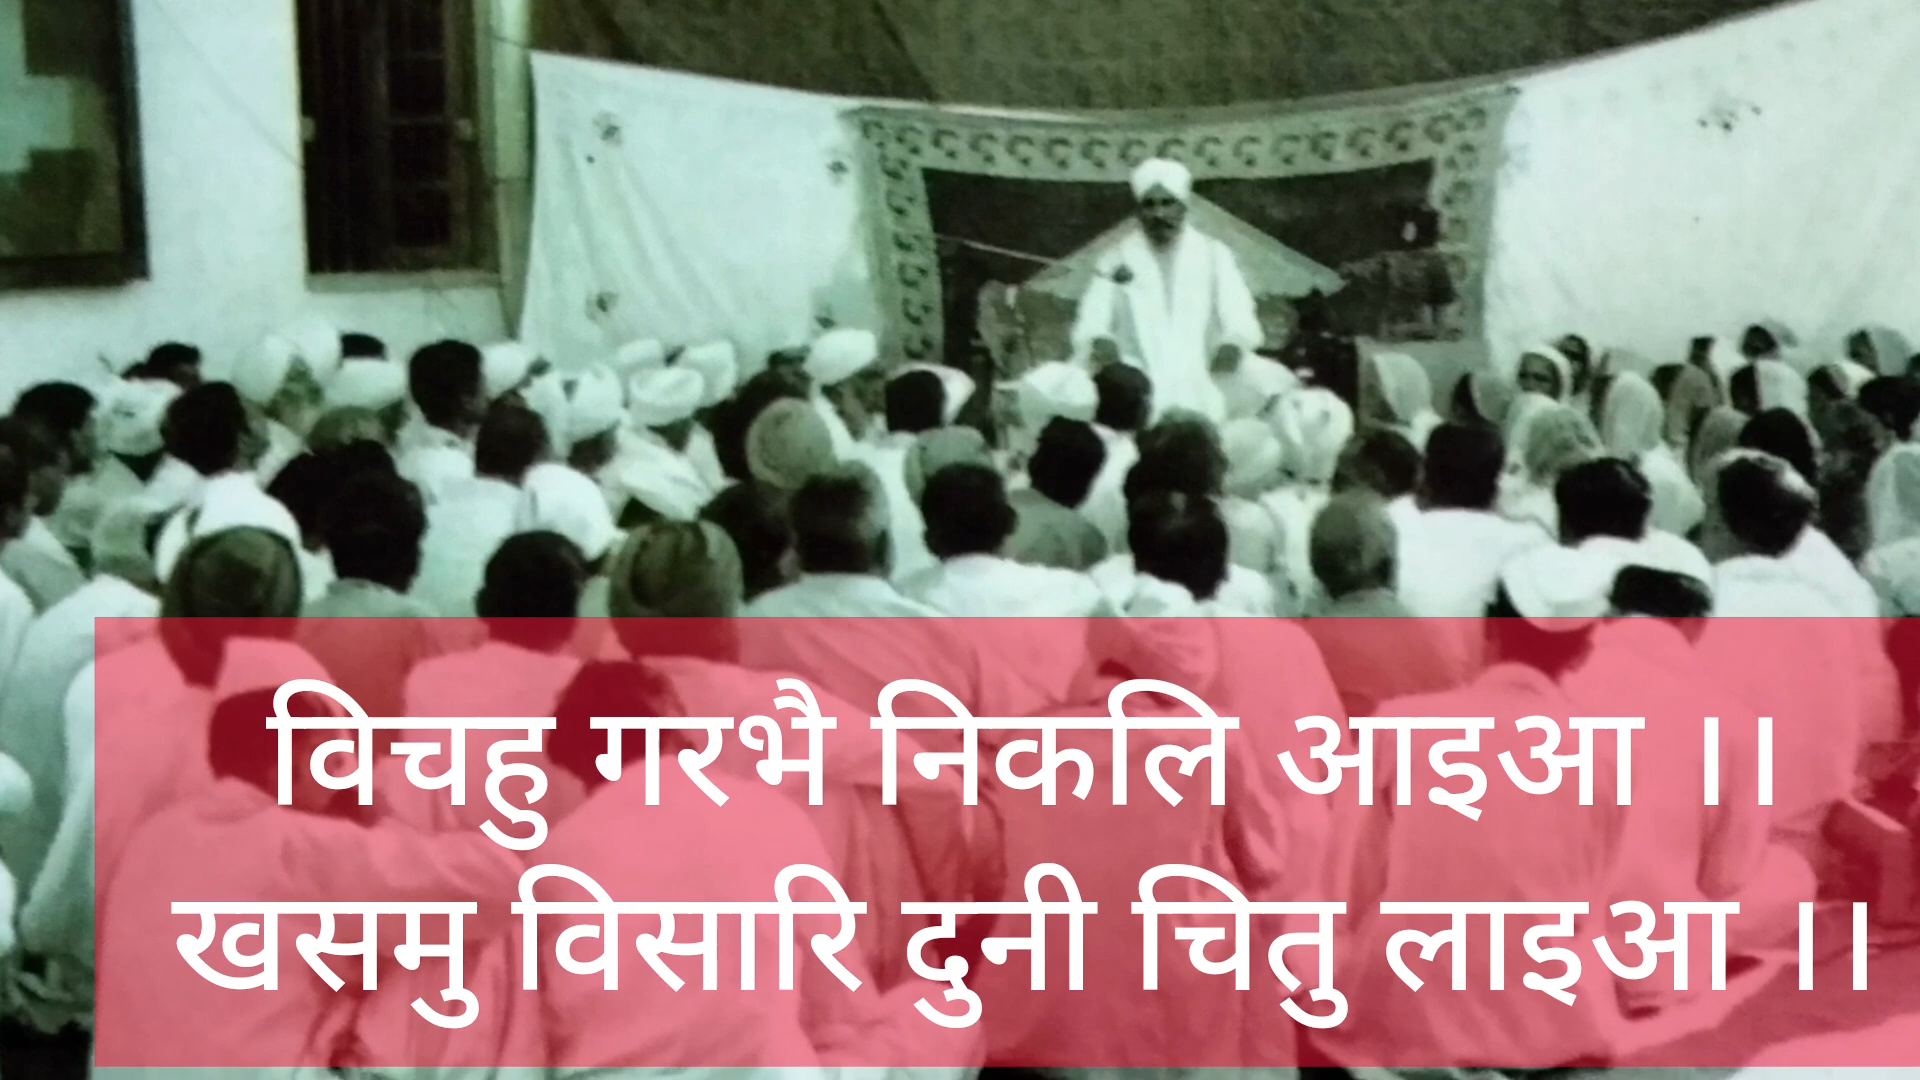 विचहु गरभै निकलि आइआ ।।
खसमु विसारि दुनी चितु लाइआ ।।